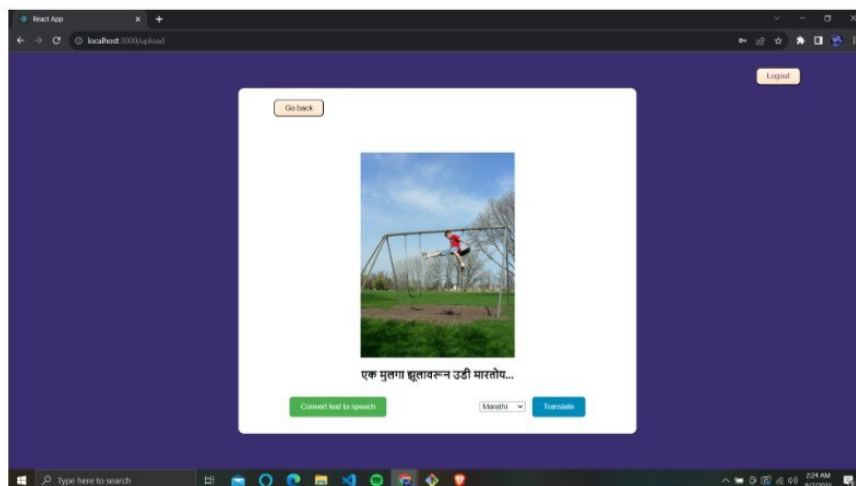 React App
localhost:3000/upload
Logout
Go back
एक मुलगा झूलावरून उडी मारतोय...
Convert text to speech
Marathi
Translate
Type here to search
2:24 AM